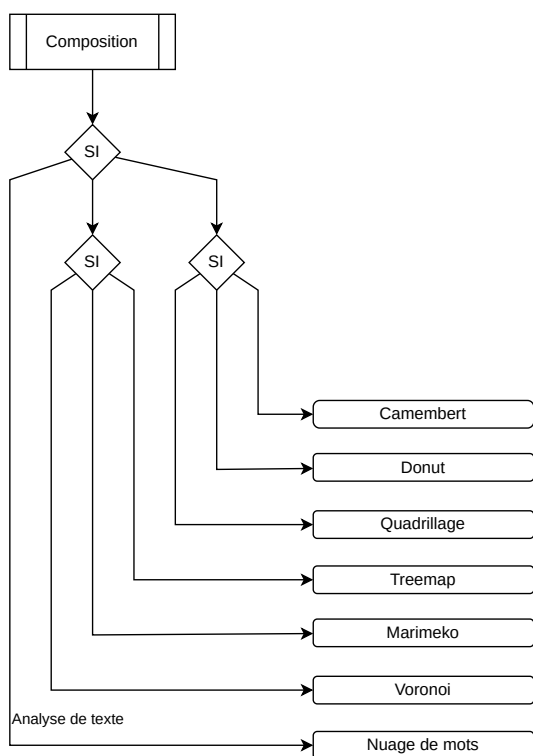 Composition
SI
SI
SI
Camembert
Donut
Quadrillage
Treemap
Marimeko
Voronoi
Analyse de texte
Nuage de mots